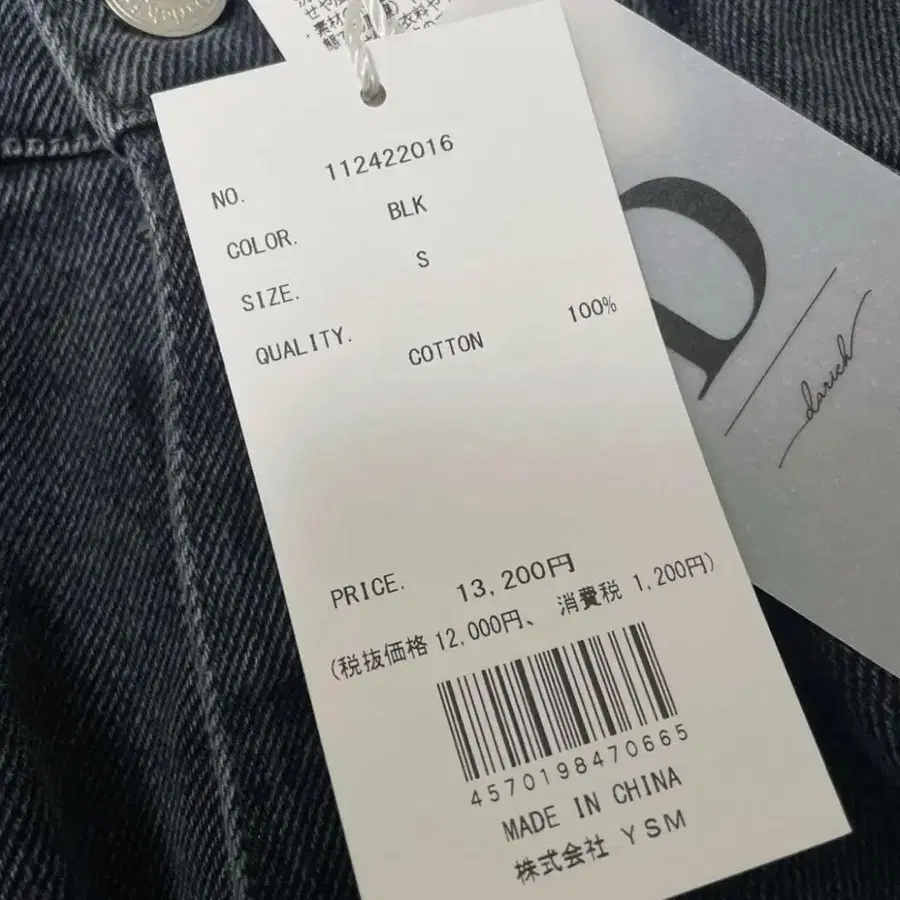 NO. 112422016
COLOR. BLK
SIZE. S
QUALITY. COTTON 100%
PRICE. 13,200円
(税抜価格 12,000円、 消費税 1,200円)
4570198470665
MADE IN CHINA
株式会社 YSM
D
darich